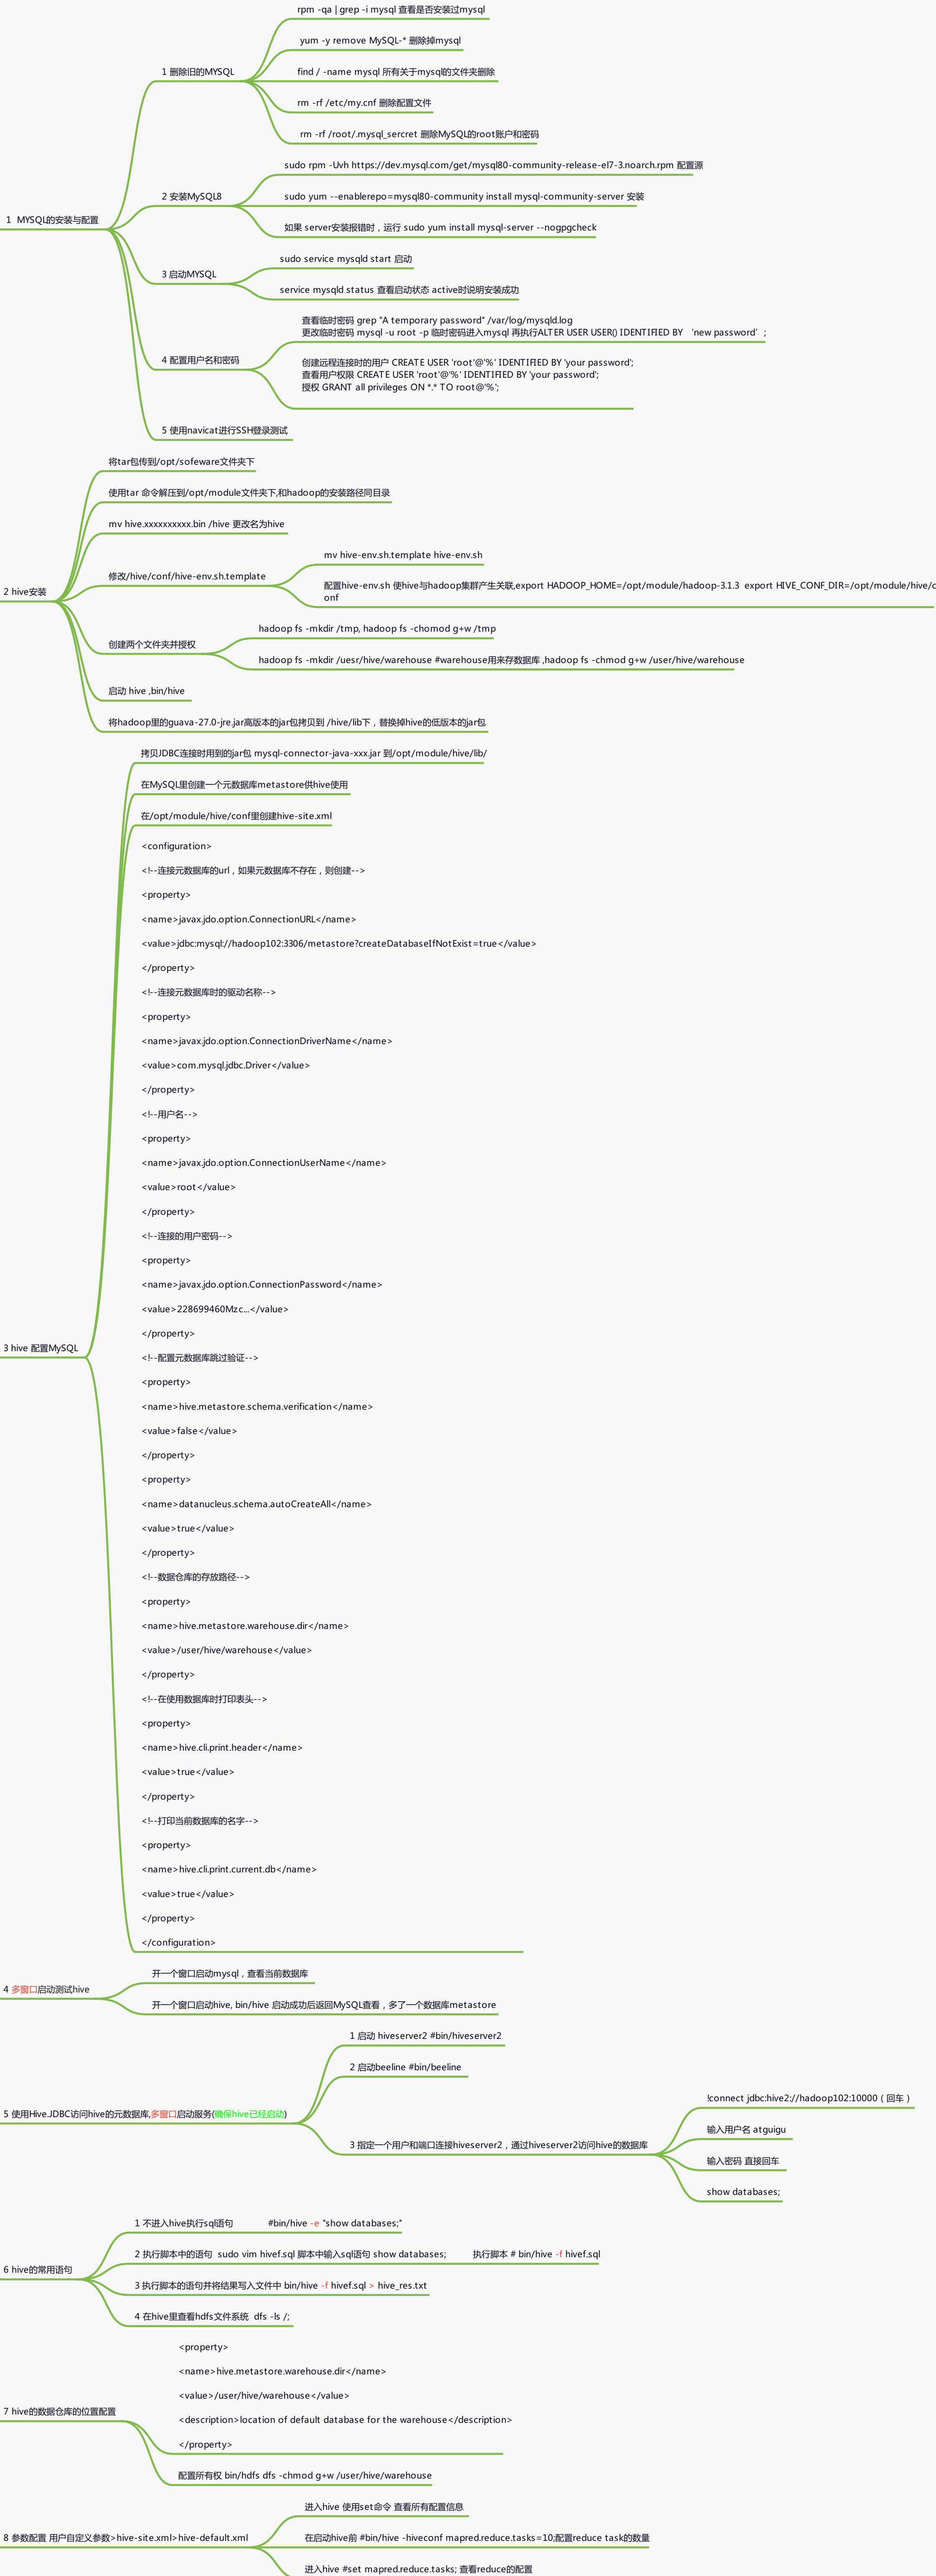 1  MYSQL的安装与配置
1 删除旧的MYSQL
rpm -qa | grep -i mysql 查看是否安装过mysql
yum -y remove MySQL-* 删除掉mysql
find / -name mysql 所有关于mysql的文件夹删除
rm -rf /etc/my.cnf 删除配置文件
rm -rf /root/.mysql_sercret 删除MySQL的root账户和密码
2 安装MySQL8
sudo rpm -Uvh https://dev.mysql.com/get/mysql80-community-release-el7-3.noarch.rpm 配置源
sudo yum --enablerepo=mysql80-community install mysql-community-server 安装
如果 server安装报错时，运行 sudo yum install mysql-server --nogpgcheck
3 启动MYSQL
sudo service mysqld start 启动
service mysqld status 查看启动状态 active时说明安装成功
4 配置用户名和密码
查看临时密码 grep "A temporary password" /var/log/mysqld.log
更改临时密码 mysql -u root -p 临时密码进入mysql 再执行ALTER USER USER() IDENTIFIED BY  ‘new password’;
创建远程连接时的用户 CREATE USER 'root'@'%' IDENTIFIED BY 'your password';
查看用户权限 CREATE USER 'root'@'%' IDENTIFIED BY 'your password';
授权 GRANT all privileges ON *.* TO root@'%';
5 使用navicat进行SSH登录测试
2 hive安装
将tar包传到/opt/sofeware文件夹下
使用tar 命令解压到/opt/module文件夹下,和hadoop的安装路径同目录
mv hive.xxxxxxxxxx.bin /hive 更改名为hive
修改/hive/conf/hive-env.sh.template
mv hive-env.sh.template hive-env.sh
配置hive-env.sh 使hive与hadoop集群产生关联,export HADOOP_HOME=/opt/module/hadoop-3.1.3  export HIVE_CONF_DIR=/opt/module/hive/c
onf
创建两个文件夹并授权
hadoop fs -mkdir /tmp, hadoop fs -chomod g+w /tmp
hadoop fs -mkdir /uesr/hive/warehouse #warehouse用来存数据库 ,hadoop fs -chmod g+w /user/hive/warehouse
启动 hive ,bin/hive
将hadoop里的guava-27.0-jre.jar高版本的jar包拷贝到 /hive/lib下，替换掉hive的低版本的jar包
3 hive 配置MySQL
拷贝JDBC连接时用到的jar包 mysql-connector-java-xxx.jar 到/opt/module/hive/lib/
在MySQL里创建一个元数据库metastore供hive使用
在/opt/module/hive/conf里创建hive-site.xml
<configuration>
<!--连接元数据库的url，如果元数据库不存在，则创建-->
<property>
<name>javax.jdo.option.ConnectionURL</name>
<value>jdbc:mysql://hadoop102:3306/metastore?createDatabaseIfNotExist=true</value>
</property>
<!--连接元数据库时的驱动名称-->
<property>
<name>javax.jdo.option.ConnectionDriverName</name>
<value>com.mysql.jdbc.Driver</value>
</property>
<!--用户名-->
<property>
<name>javax.jdo.option.ConnectionUserName</name>
<value>root</value>
</property>
<!--连接的用户密码-->
<property>
<name>javax.jdo.option.ConnectionPassword</name>
<value>228699460Mzc...</value>
</property>
<!--配置元数据库跳过验证-->
<property>
<name>hive.metastore.schema.verification</name>
<value>false</value>
</property>
<property>
<name>datanucleus.schema.autoCreateAll</name>
<value>true</value>
</property>
<!--数据仓库的存放路径-->
<property>
<name>hive.metastore.warehouse.dir</name>
<value>/user/hive/warehouse</value>
</property>
<!--在使用数据库时打印表头-->
<property>
<name>hive.cli.print.header</name>
<value>true</value>
</property>
<!--打印当前数据库的名字-->
<property>
<name>hive.cli.print.current.db</name>
<value>true</value>
</property>
</configuration>
4 多窗口启动测试hive
开一个窗口启动mysql，查看当前数据库
开一个窗口启动hive, bin/hive 启动成功后返回MySQL查看，多了一个数据库metastore
5 使用Hive.JDBC访问hive的元数据库,多窗口启动服务(确保hive已经启动)
1 启动 hiveserver2 #bin/hiveserver2
2 启动beeline #bin/beeline
3 指定一个用户和端口连接hiveserver2，通过hiveserver2访问hive的数据库
!connect jdbc:hive2://hadoop102:10000（回车）
输入用户名 atguigu
输入密码 直接回车
show databases;
6 hive的常用语句
1 不进入hive执行sql语句            #bin/hive -e "show databases;"
2 执行脚本中的语句  sudo vim hivef.sql 脚本中输入sql语句 show databases;         执行脚本 # bin/hive -f hivef.sql
3 执行脚本的语句并将结果写入文件中 bin/hive -f hivef.sql > hive_res.txt
4 在hive里查看hdfs文件系统  dfs -ls /;
7 hive的数据仓库的位置配置
<property>
<name>hive.metastore.warehouse.dir</name>
<value>/user/hive/warehouse</value>
<description>location of default database for the warehouse</description>
</property>
配置所有权 bin/hdfs dfs -chmod g+w /user/hive/warehouse
8 参数配置 用户自定义参数>hive-site.xml>hive-default.xml
进入hive 使用set命令 查看所有配置信息
在启动hive前 #bin/hive -hiveconf mapred.reduce.tasks=10;配置reduce task的数量
进入hive #set mapred.reduce.tasks; 查看reduce的配置